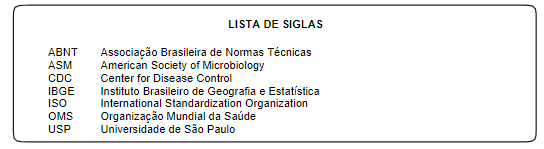 LISTA DE SIGLAS
ABNT Associação Brasileira de Normas Técnicas
ASM American Society of Microbiology
CDC Center for Disease Control
IBGE Instituto Brasileiro de Geografia e Estatística
ISO International Standardization Organization
OMS Organização Mundial da Saúde
USP Universidade de São Paulo